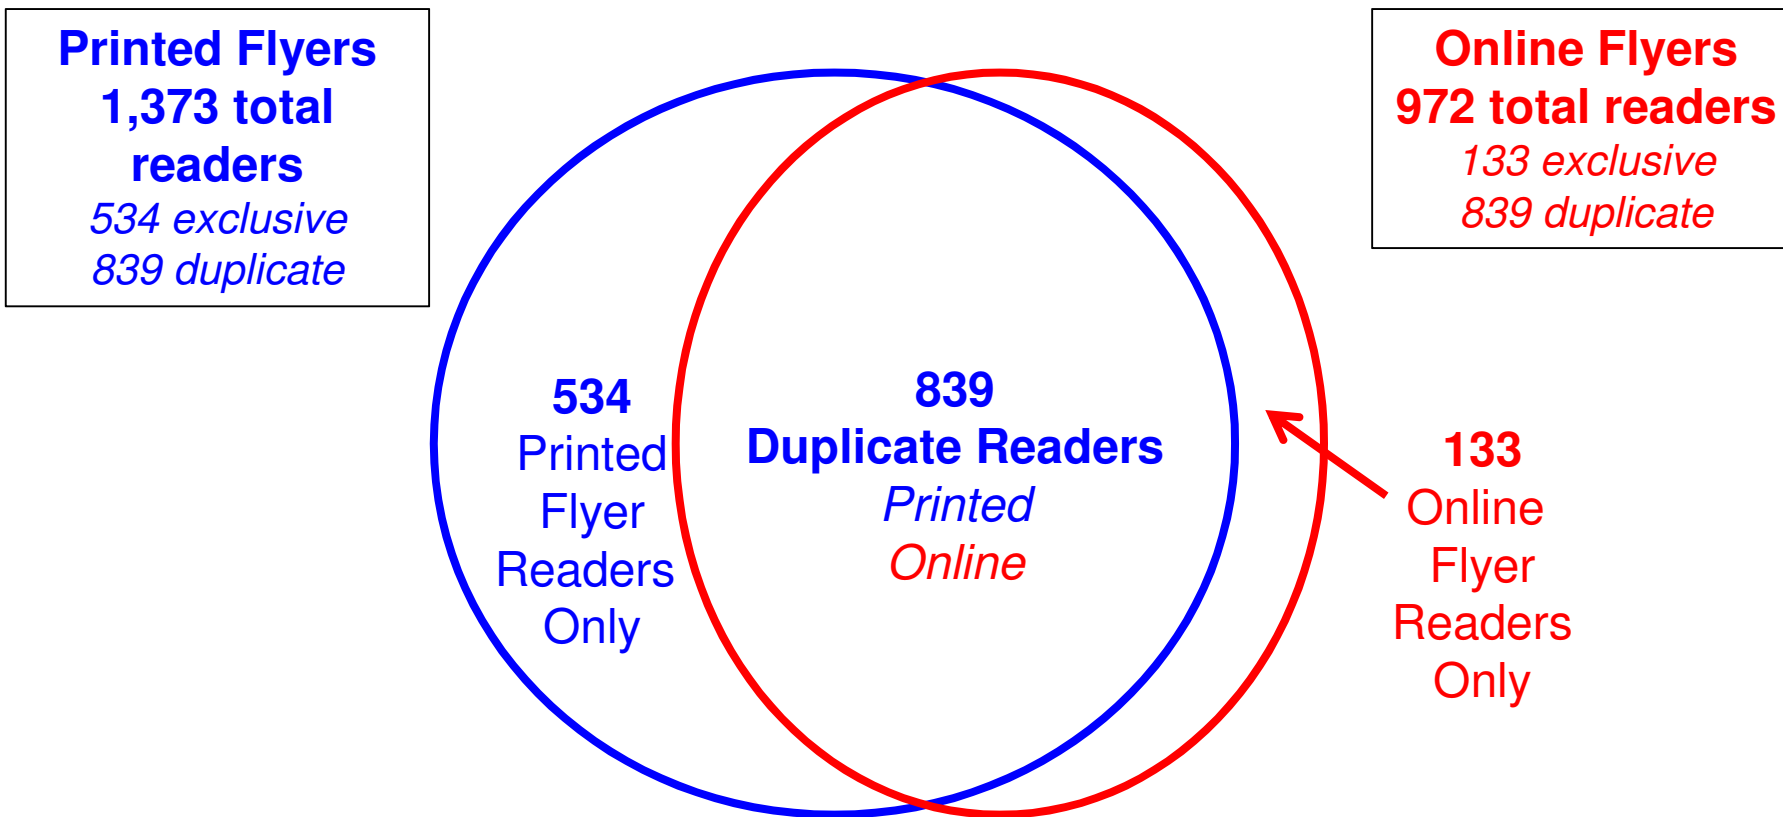 Printed Flyers
1,373 total
readers
534 exclusive
839 duplicate
Online Flyers
972 total readers
133 exclusive
839 duplicate
534
Printed
Flyer
Readers
Only
839
Duplicate Readers
Printed
Online
133
Online
Flyer
Readers
Only